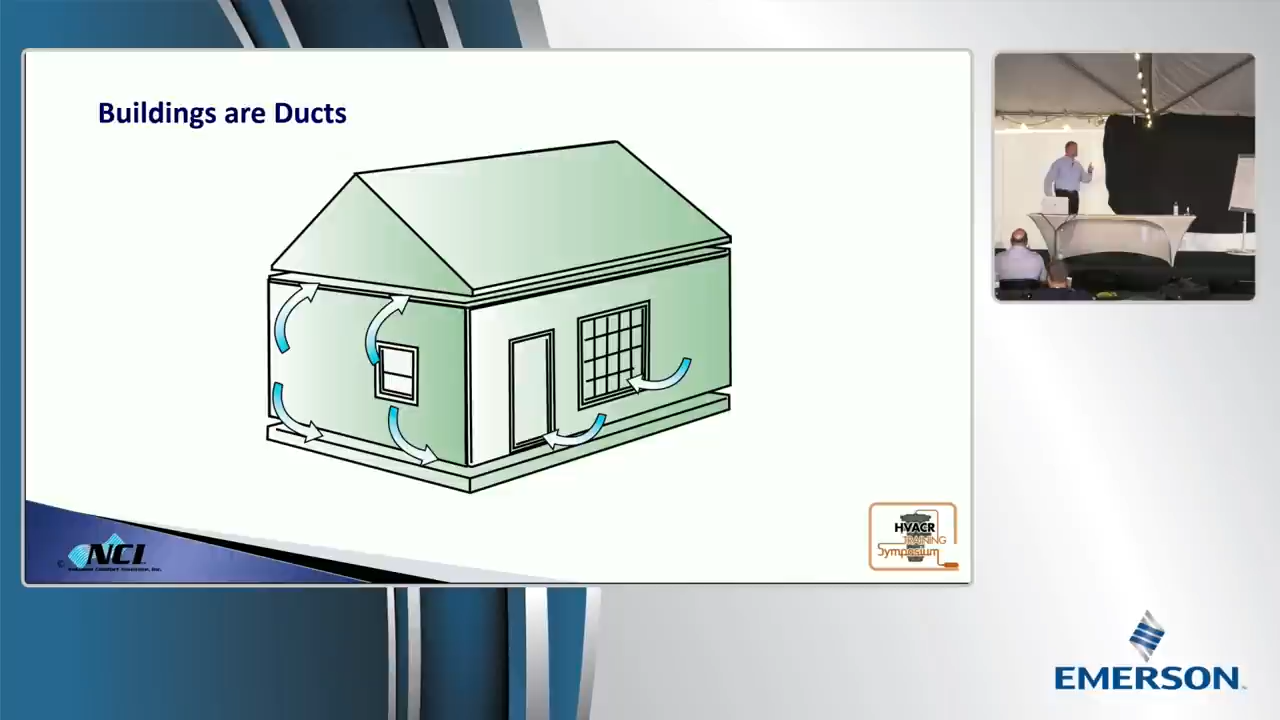 Buildings are Ducts
©NCI
HVACR
TRAINING
Symposium
EMERSON